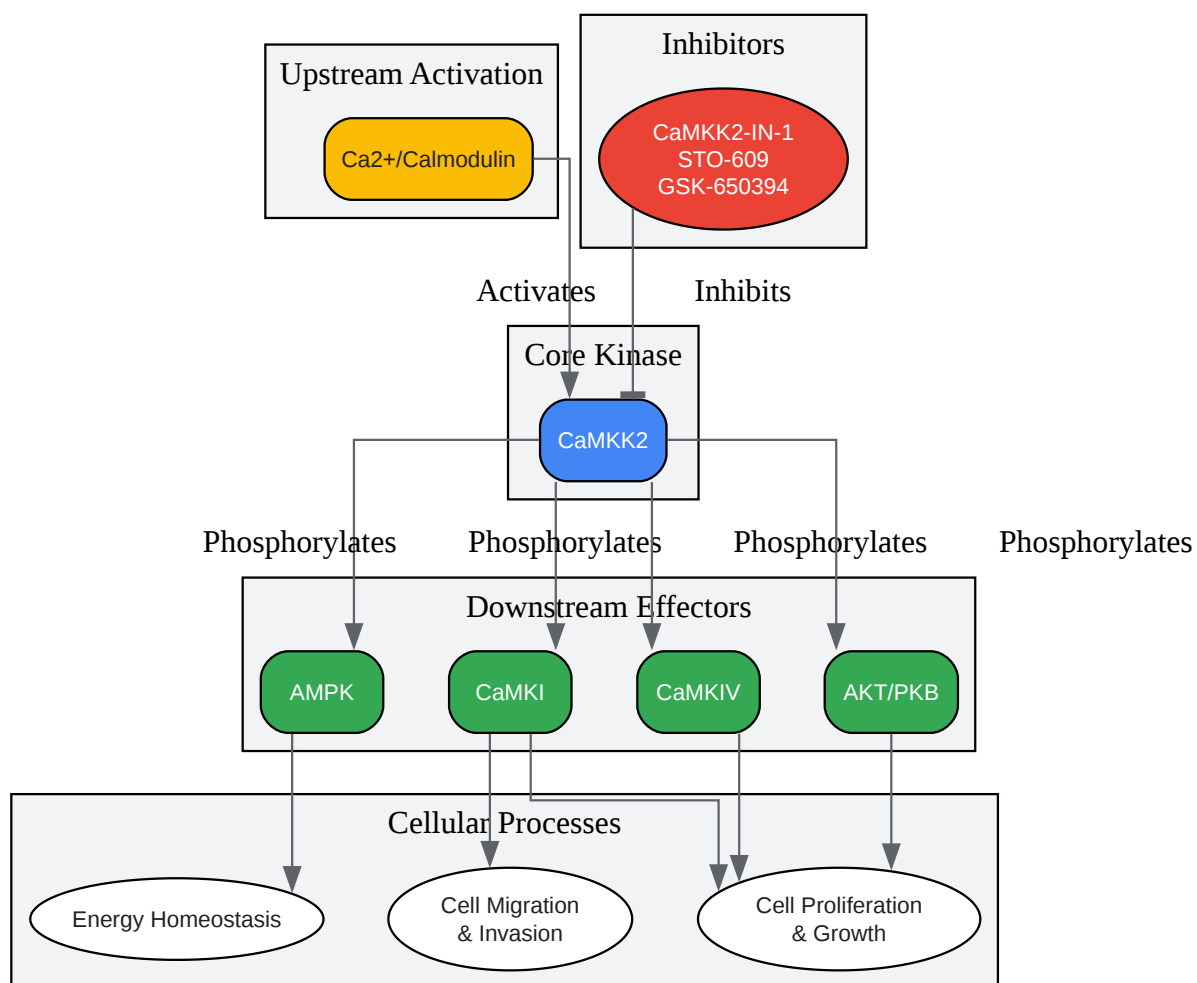 Inhibitors
Upstream Activation
CaMKK2-IN-1
STO-609
GSK-650394
Ca2+/Calmodulin
Activates
Inhibits
Core Kinase
CaMKK2
Phosphorylates
Phosphorylates
Phosphorylates
Phosphorylates
Downstream Effectors
AMPK
CaMKI
CaMKIV
AKT/PKB
Cellular Processes
Energy Homeostasis
Cell Migration
& Invasion
Cell Proliferation
& Growth